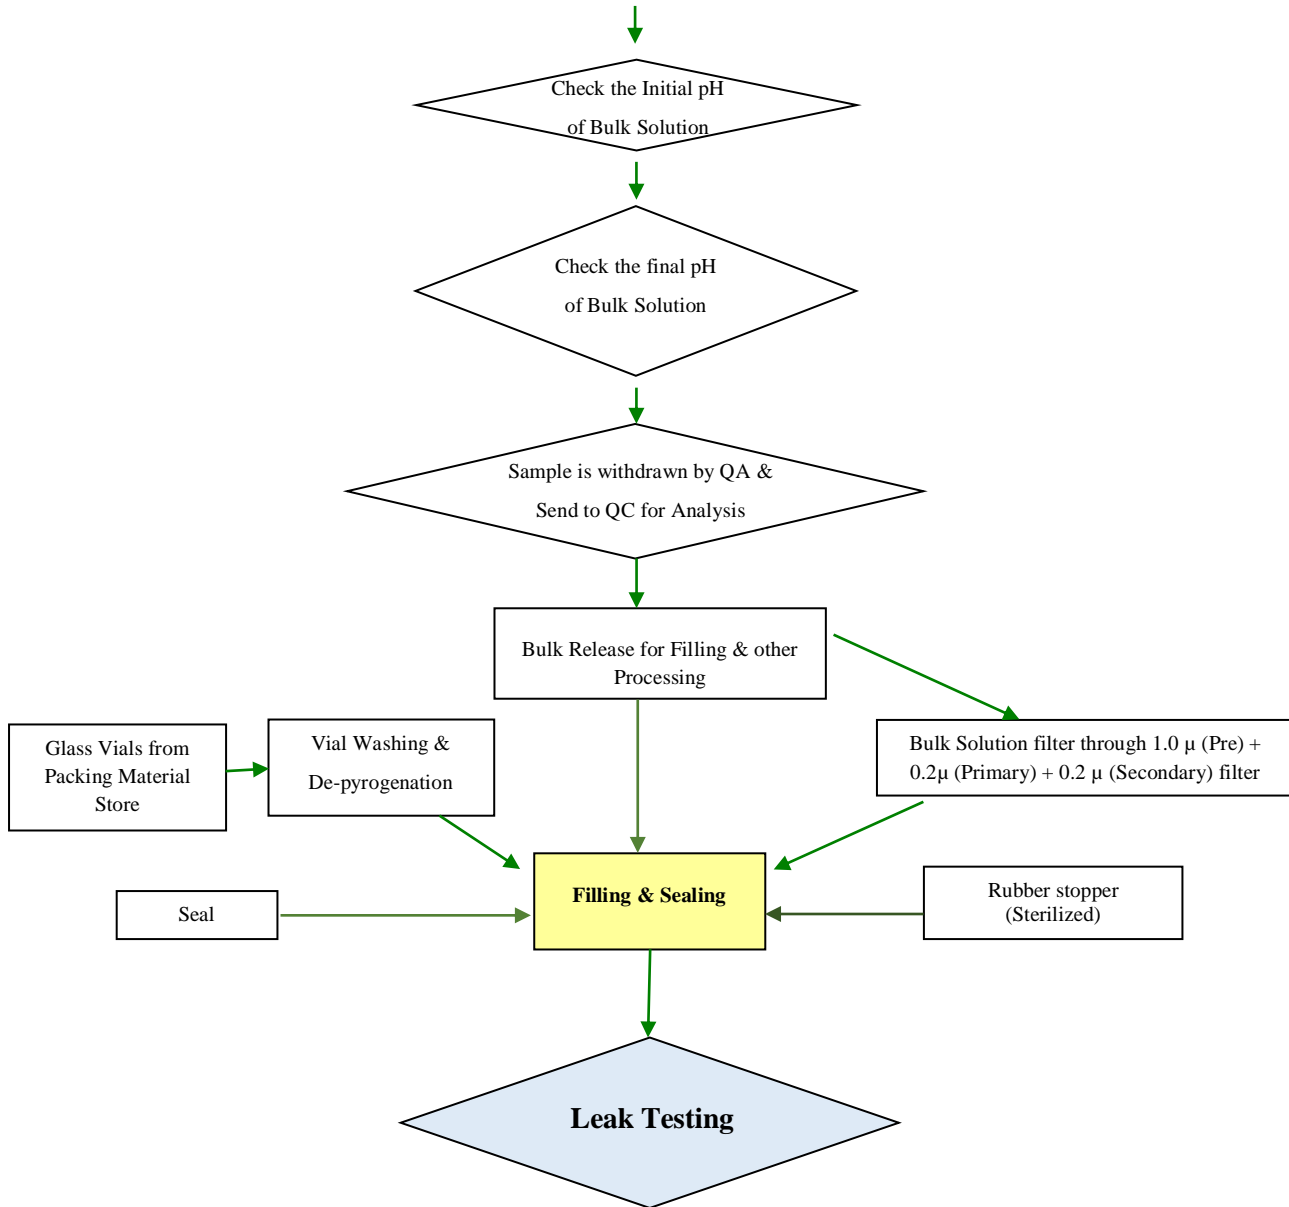 Check the Initial pH
of Bulk Solution
Check the final pH
of Bulk Solution
Sample is withdrawn by QA &
Send to QC for Analysis
Bulk Release for Filling & other
Processing
Glass Vials from
Packing Material
Store
Vial Washing &
De-pyrogenation
Bulk Solution filter through 1.0 µ (Pre) +
0.2µ (Primary) + 0.2 µ (Secondary) filter
Filling & Sealing
Seal
Rubber stopper
(Sterilized)
Leak Testing